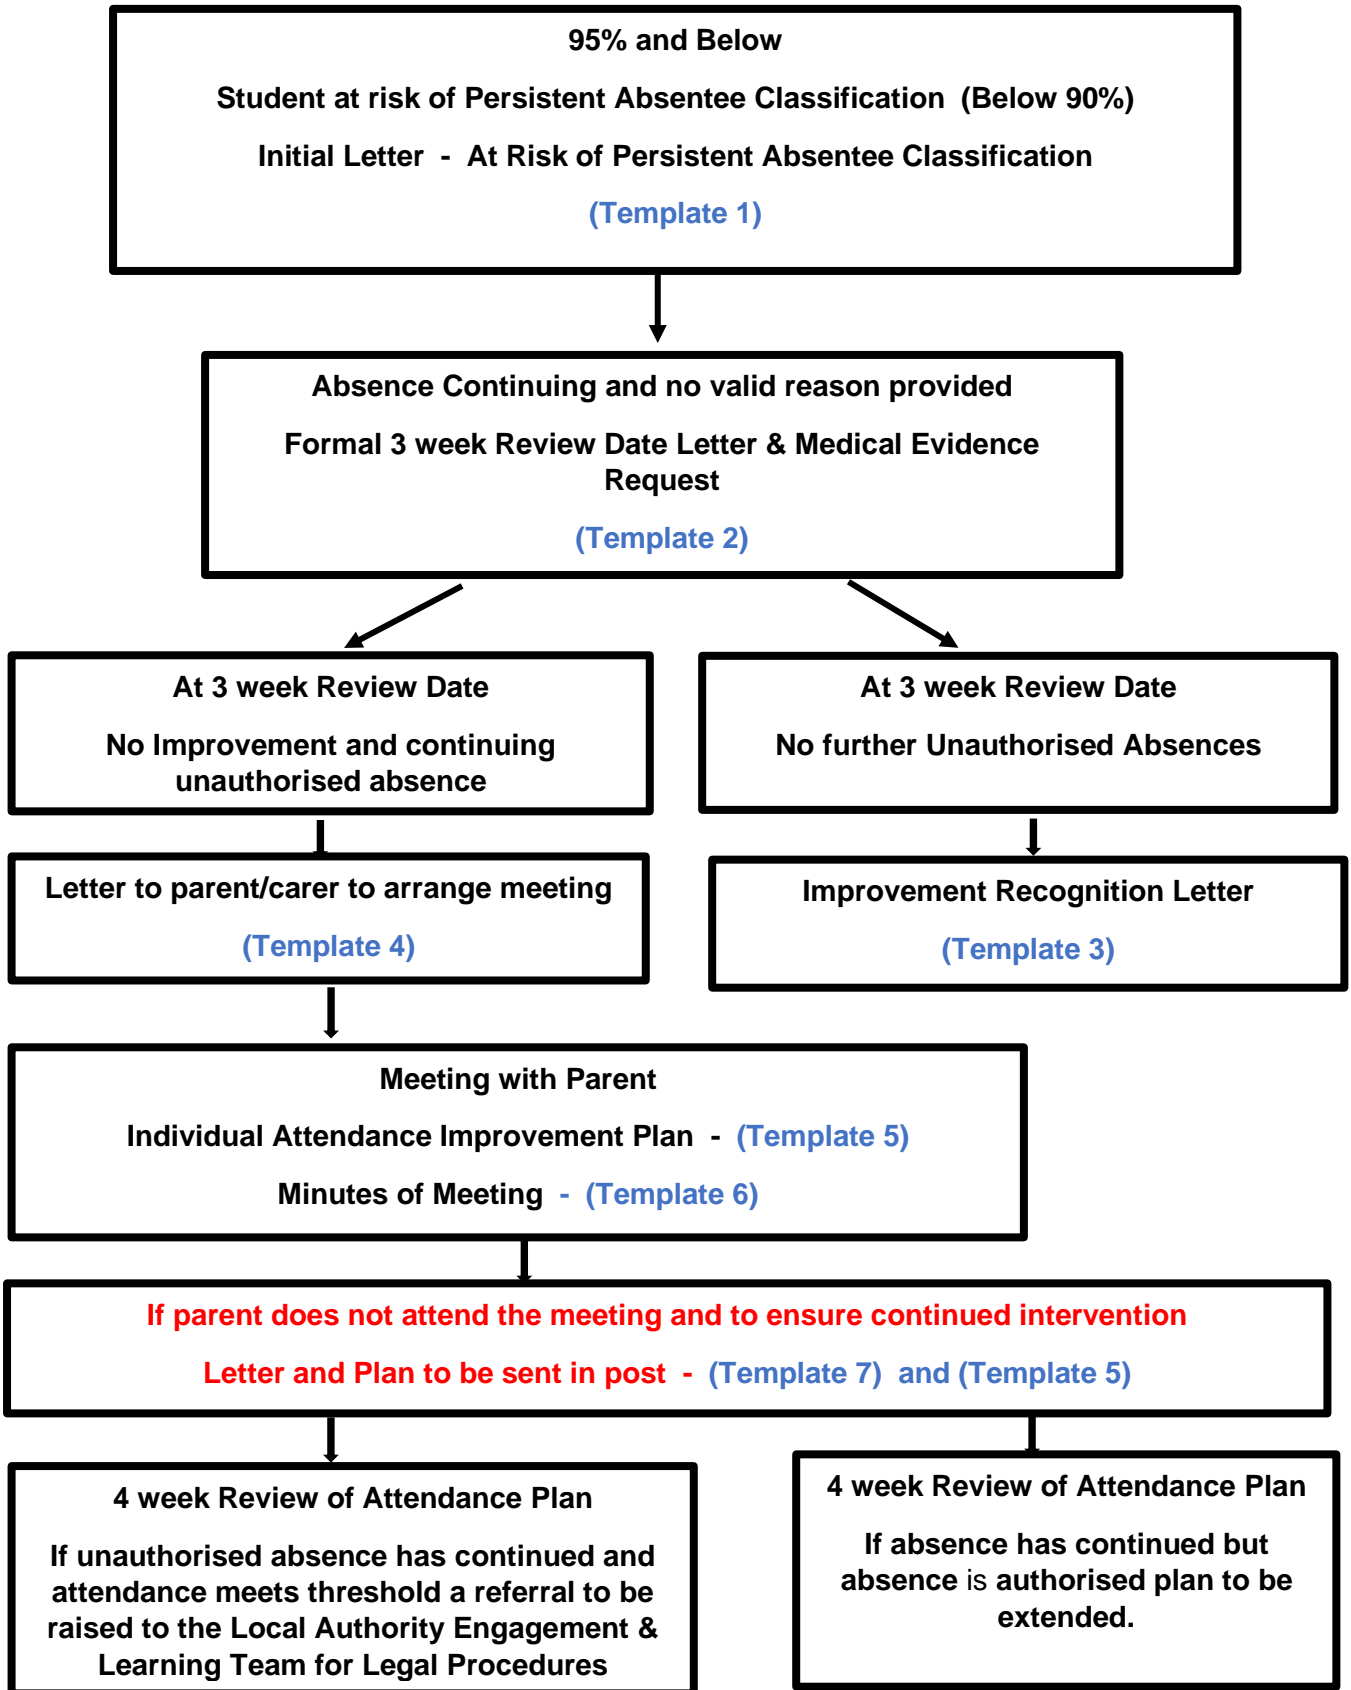 95% and Below
Student at risk of Persistent Absentee Classification (Below 90%)
Initial Letter - At Risk of Persistent Absentee Classification
(Template 1)
Absence Continuing and no valid reason provided
Formal 3 week Review Date Letter & Medical Evidence
Request
(Template 2)
At 3 week Review Date
No Improvement and continuing
unauthorised absence
At 3 week Review Date
No further Unauthorised Absences
Letter to parent/carer to arrange meeting
(Template 4)
Improvement Recognition Letter
(Template 3)
Meeting with Parent
Individual Attendance Improvement Plan - (Template 5)
Minutes of Meeting - (Template 6)
If parent does not attend the meeting and to ensure continued intervention
Letter and Plan to be sent in post - (Template 7) and (Template 5)
4 week Review of Attendance Plan
If unauthorised absence has continued and
attendance meets threshold a referral to be
raised to the Local Authority Engagement &
Learning Team for Legal Procedures
4 week Review of Attendance Plan
If absence has continued but
absence is authorised plan to be
extended.